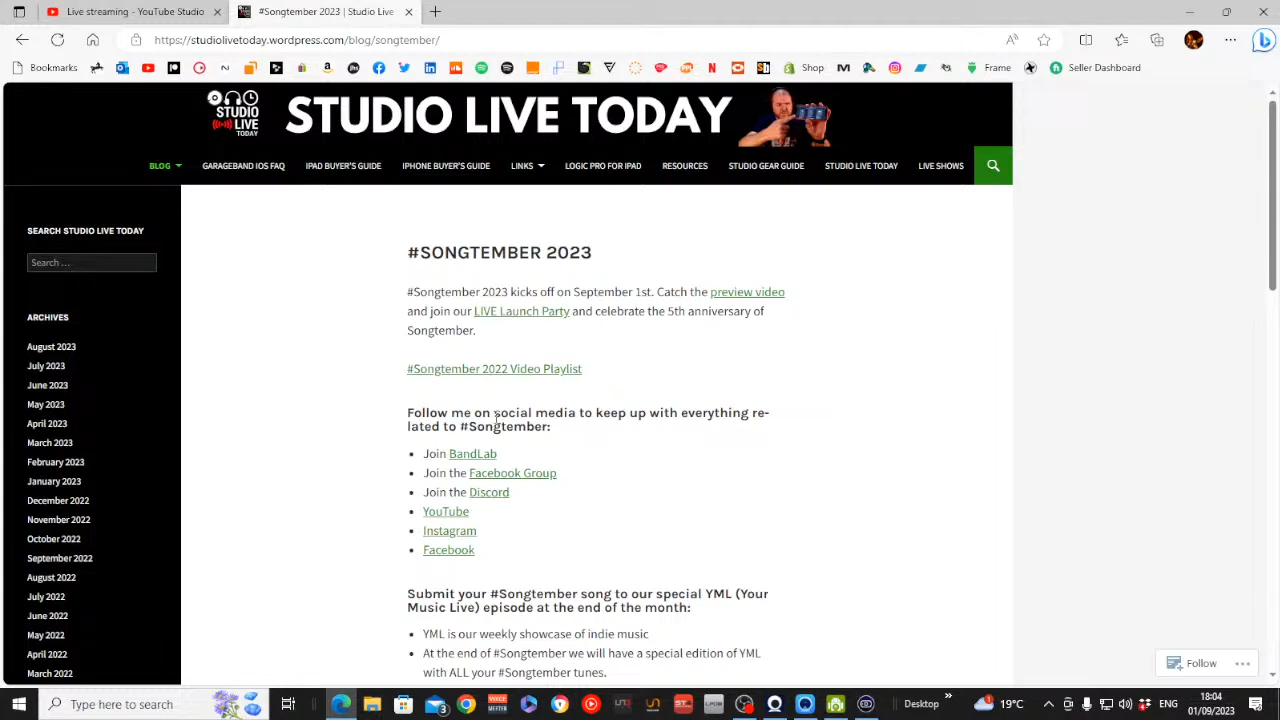 Live streaming - YouTube Studio
#Songtember 2023 | Studio Live
https://studiolivetoday.wordpress.com/blog/songtember/
Bookmarks
Shop
Frame
Seller Dashboard
STUDIO LIVE TODAY
STUDIO LIVE TODAY
BLOG
GARAGEBAND IOS FAQ
IPAD BUYER'S GUIDE
IPHONE BUYER'S GUIDE
LINKS
LOGIC PRO FOR IPAD
RESOURCES
STUDIO GEAR GUIDE
STUDIO LIVE TODAY
LIVE SHOWS
SEARCH STUDIO LIVE TODAY
Search ...
ARCHIVES
August 2023
July 2023
June 2023
May 2023
April 2023
March 2023
February 2023
January 2023
December 2022
November 2022
October 2022
September 2022
August 2022
July 2022
June 2022
May 2022
April 2022
March 2022
#SONGTEMBER 2023
#Songtember 2023 kicks off on September 1st. Catch the preview video
and join our LIVE Launch Party and celebrate the 5th anniversary of
Songtember.
#Songtember 2022 Video Playlist
Follow me on social media to keep up with everything re-
lated to #Songtember:
Join BandLab
Join the Facebook Group
Join the Discord
YouTube
Instagram
Facebook
Submit your #Songtember song to our special YML (Your
Music Live) episode at the end of the month:
YML is our weekly showcase of indie music
At the end of #Songtember we will have a special edition of YML
with ALL your #Songtember tunes.
Follow
Type here to search
Desktop
19°C
18:04
01/09/2023